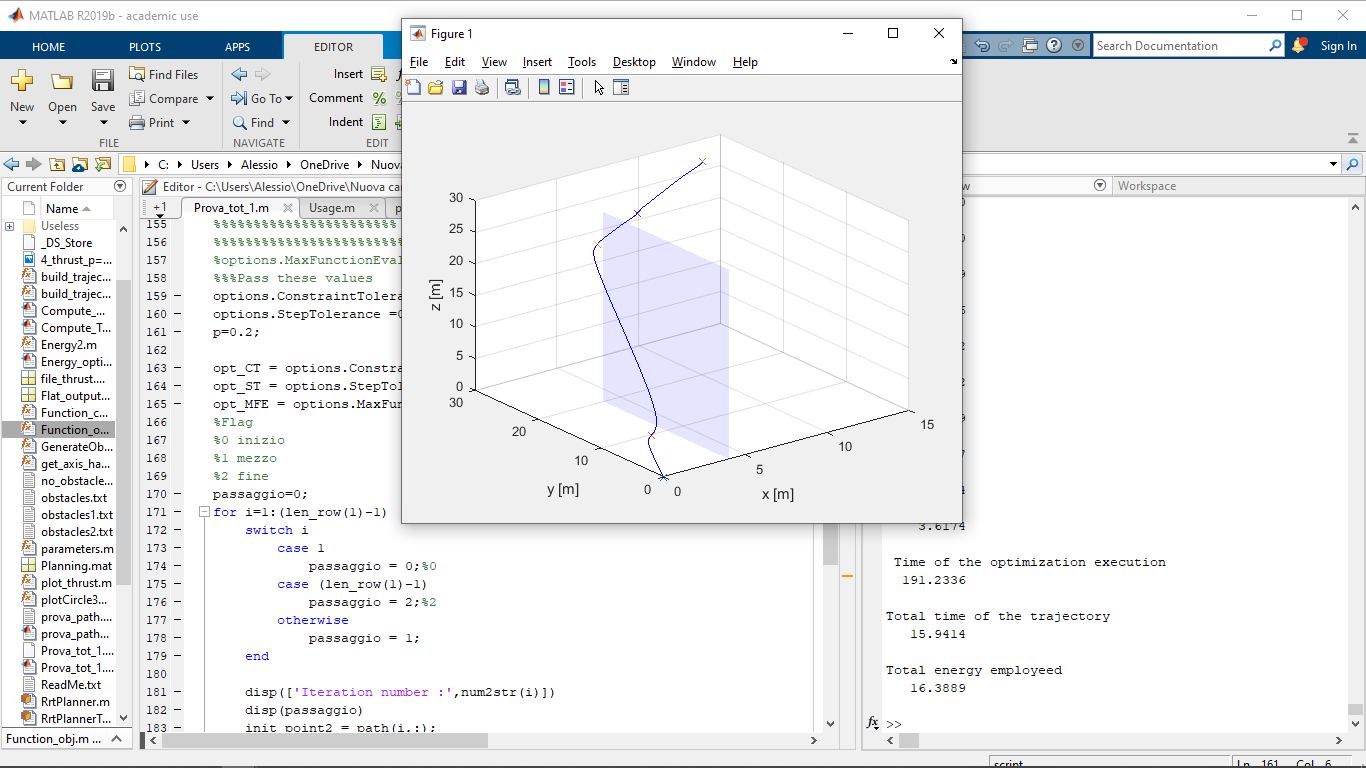 MATLAB R2019b - academic use
Figure 1
HOME PLOTS APPS EDITOR
Search Documentation Sign In
File Edit View Insert Tools Desktop Window Help
New Open Save
Find Files
Compare
Print
FILE
Go To
Find
NAVIGATE
Insert
Comment
Indent
EDIT
C: Users Alessio OneDrive Nuova
Current Folder
Name
Useless
_DS_Store
4_thrust_p=...
build_trajec...
build_trajec...
Compute_...
Compute_T...
Energy2.m
Energy_opti...
file_thrust....
Flat_output...
Function_c...
Function_o...
GenerateOb...
get_axis_ha...
no_obstacle...
obstacles.txt
obstacles1.txt
obstacles2.txt
parameters.m
Planning.mat
plot_thrust.m
plotCircle3...
prova_path....
prova_path...
Prova_tot_1....
Prova_tot_1....
ReadMe.txt
RrtPlanner.m
RrtPlannerT...
Function_obj.m ...
Editor - C:\Users\Alessio\OneDrive\Nuova car
+1 Prova_tot_1.m Usage.m p
155 %%%%%%%%%%%%%%%%%%%%%%%
156 %%%%%%%%%%%%%%%%%%%%%%%%
157 %options.MaxFunctionEval
158 %%%Pass these values
159 – options.ConstraintTolera
160 – options.StepTolerance =0
161 – p=0.2;
162
163 – opt_CT = options.Constra
164 – opt_ST = options.StepTol
165 – opt_MFE = options.MaxFun
166 %Flag
167 %0 inizio
168 %1 mezzo
169 %2 fine
170 – passaggio=0;
171 – for i=1:(len_row(1)-1)
172 – switch i
173 – case 1
174 – passaggio = 0;%0
175 – case (len_row(1)-1)
176 – passaggio = 2;%2
177 – otherwise
178 – passaggio = 1;
179 – end
180
181 – disp(['Iteration number :',num2str(i)])
182 – disp(passaggio)
183 init_point2 = path(i,:);
30
25
20
15
10
5
0
z [m]
30
20
10
0
y [m]
0
5
10
15
x [m]
Workspace
3.6174
Time of the optimization execution
191.2336
Total time of the trajectory
15.9414
Total energy employeed
16.3889
fx >>
script Ln 161 Col 6